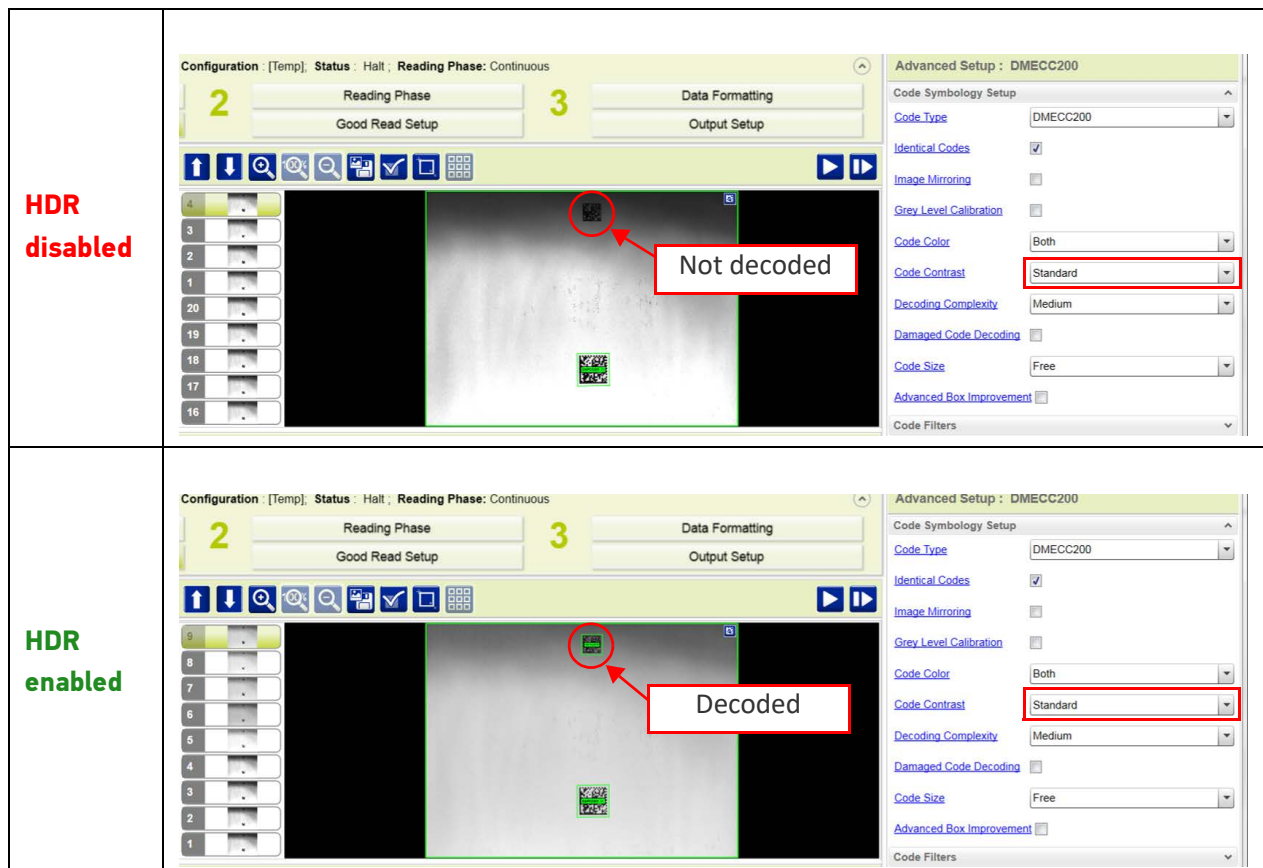 HDR
disabled
Configuration : [Temp]; Status : Halt ; Reading Phase: Continuous
2
Reading Phase
Good Read Setup
3
Data Formatting
Output Setup
4
3
2
1
20
19
18
17
16
Not decoded
Advanced Setup : DMECC200
Code Symbology Setup
Code Type DMECC200
Identical Codes
Image Mirroring
Grey Level Calibration
Code Color Both
Code Contrast Standard
Decoding Complexity Medium
Damaged Code Decoding
Code Size Free
Advanced Box Improvement
Code Filters
HDR
enabled
Configuration : [Temp]; Status : Halt ; Reading Phase: Continuous
2
Reading Phase
Good Read Setup
3
Data Formatting
Output Setup
9
8
7
6
5
4
3
2
1
Decoded
Advanced Setup : DMECC200
Code Symbology Setup
Code Type DMECC200
Identical Codes
Image Mirroring
Grey Level Calibration
Code Color Both
Code Contrast Standard
Decoding Complexity Medium
Damaged Code Decoding
Code Size Free
Advanced Box Improvement
Code Filters